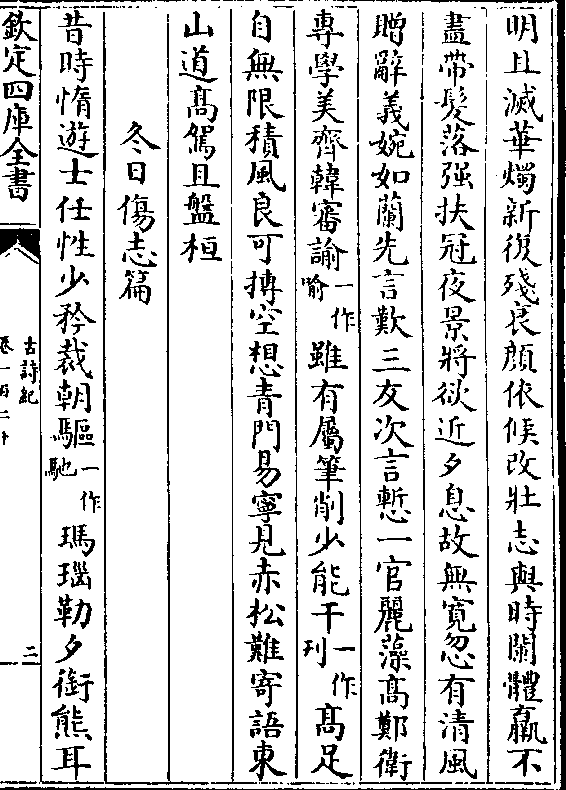 明且滅華燭新復殘衰顔依候改壯志與時闌體羸不
盡帶髮落强扶冠夜景將欲近夕息故無寛忽有清風
贈辭義婉如蘭先言歎三友次言慙一官麗藻髙鄭衛
專學美齊韓審諭一作喻雖有屬筆削少能干一作刋髙足
自無限積風良可摶空想青門易寧見赤松難寄語東
山道髙駕且盤桓
冬日傷志篇
昔時惰遊士任性少矜裁朝驅一作馳瑪瑙勒夕銜熊耳
欽定四庫全書
古詩紀
卷一百二十
二